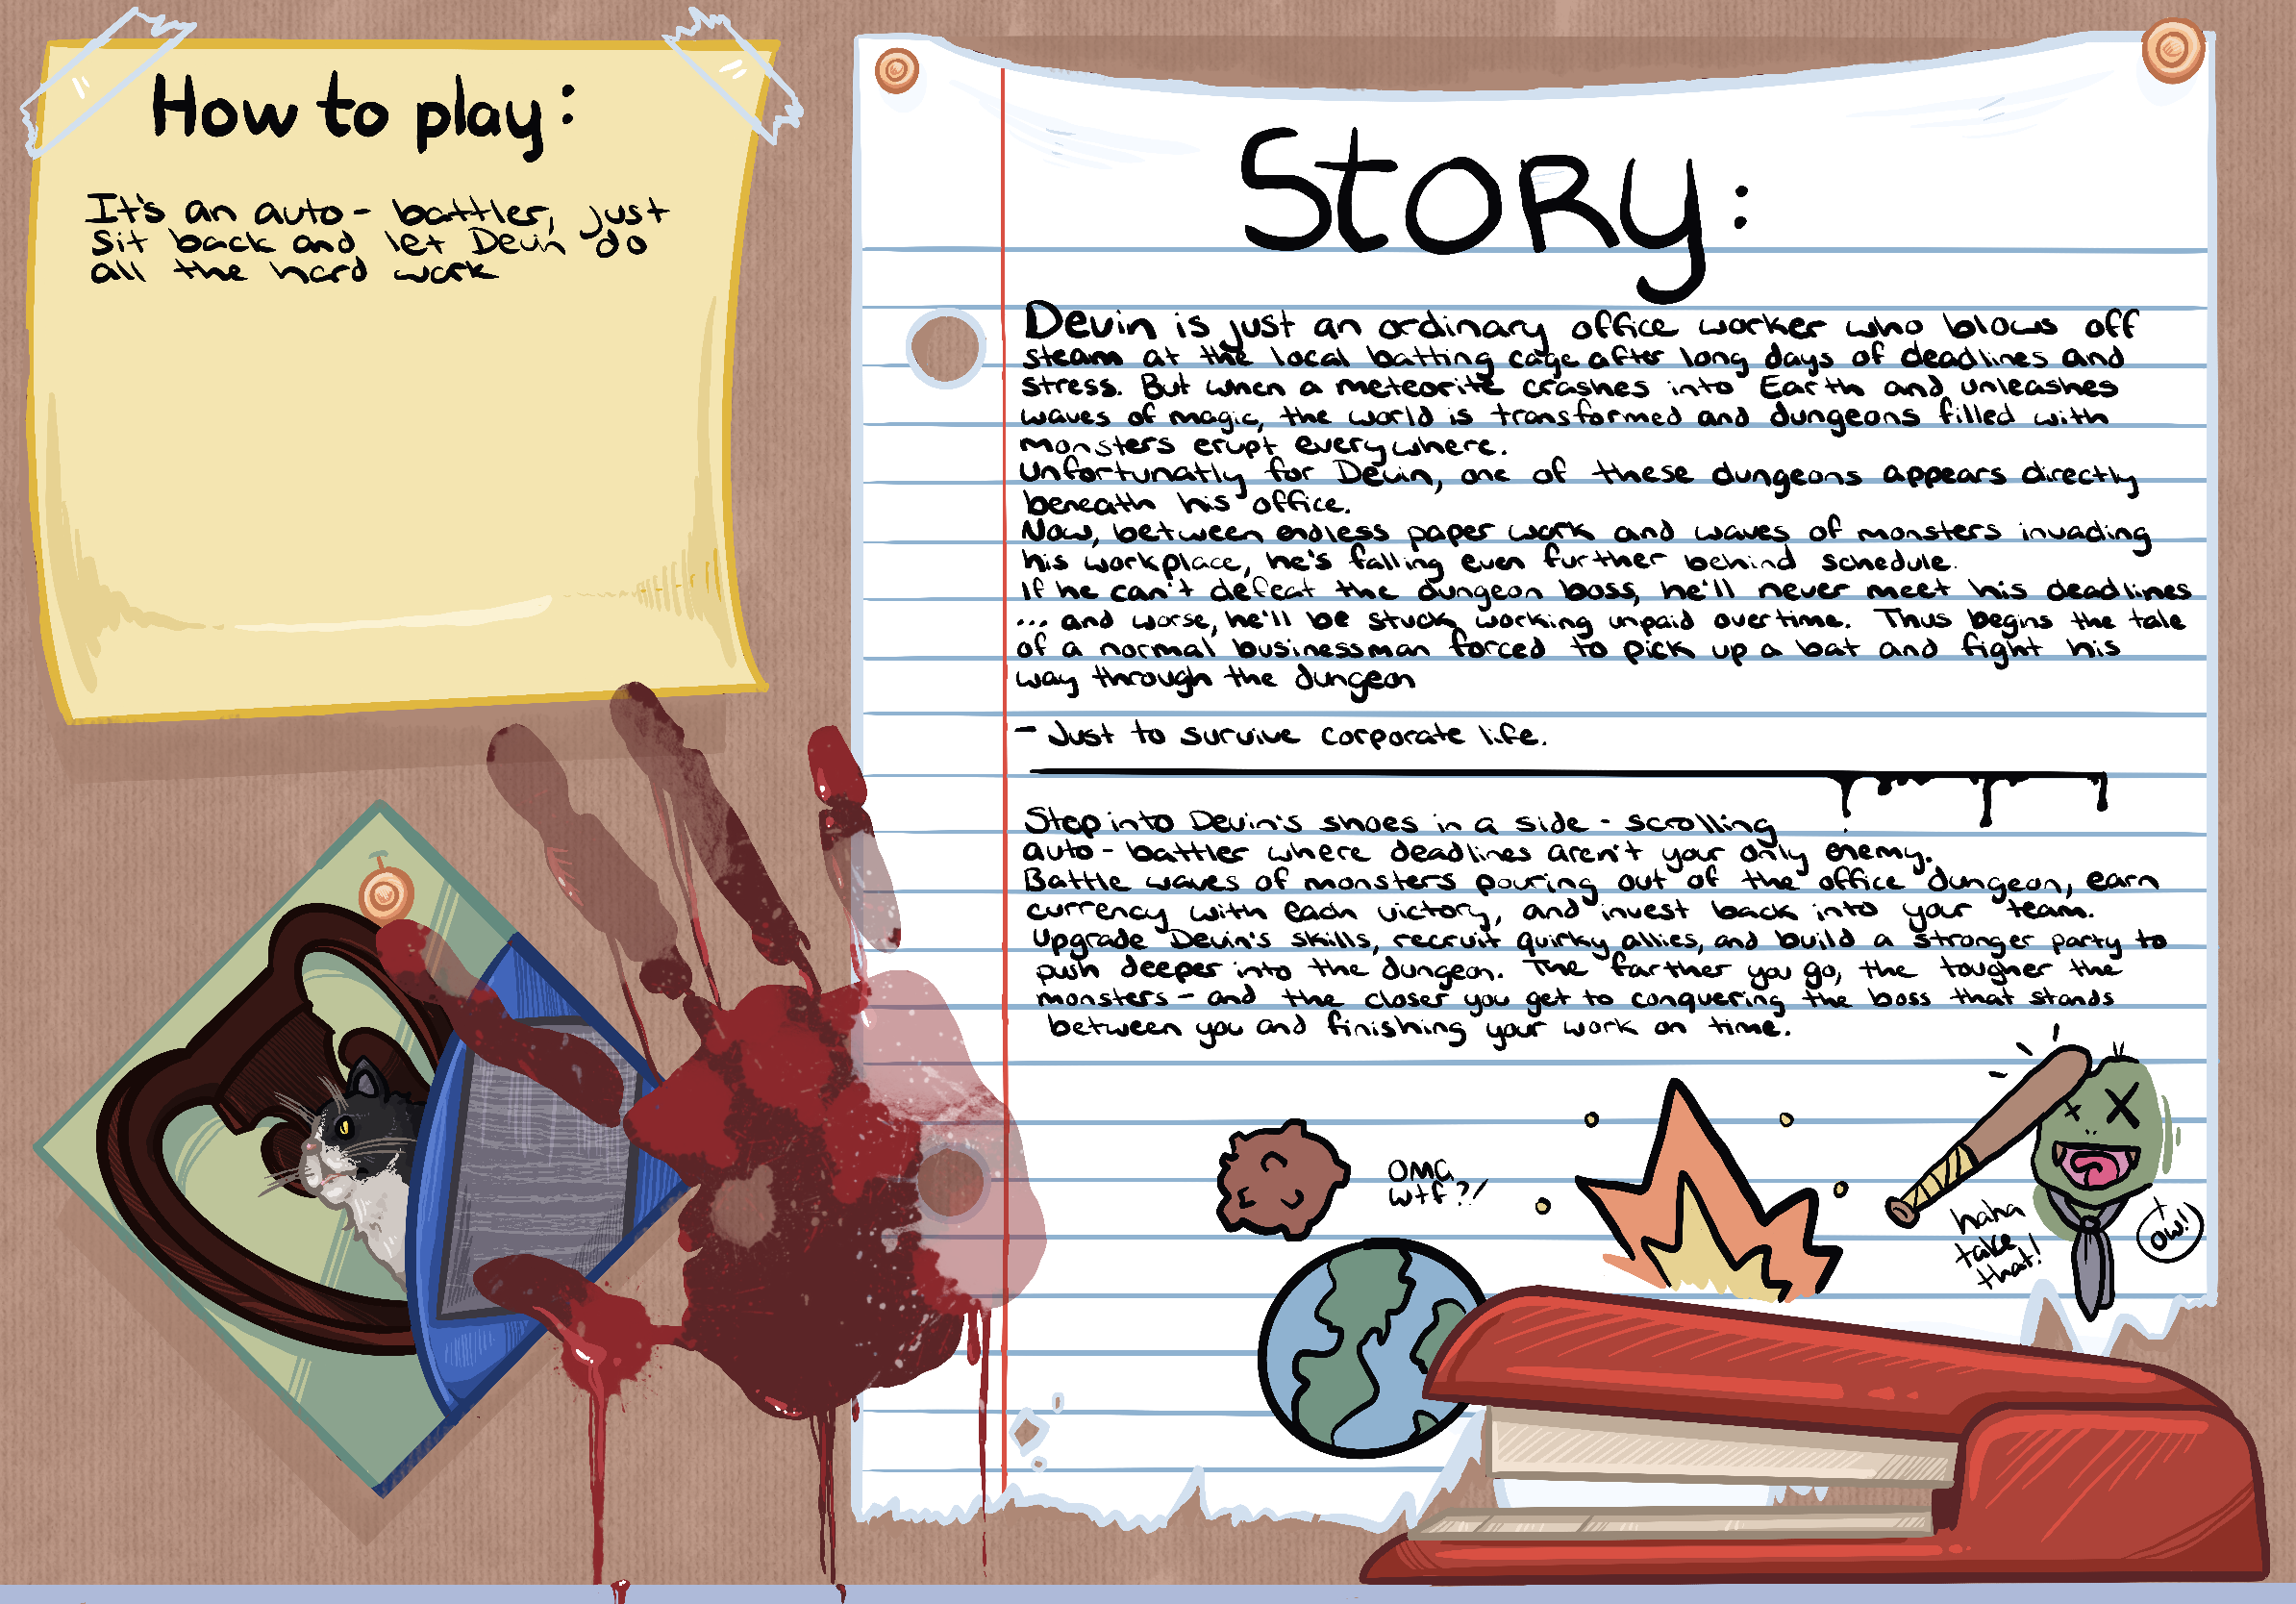 How to play:
It's an auto-battler, just
sit back and let Devin do
all the hard work
Story:
Devin is just an ordinary office worker who blows off
steam at the local batting cage after long days of deadlines and
stress. But when a meteorite crashes into Earth and unleashes
waves of magic, the world is transformed and dungeons filled with
monsters erupt everywhere.
Unfortunatly for Devin, one of these dungeons appears directly
beneath his office.
Now, between endless paper work and waves of monsters invading
his workplace, he's falling even further behind schedule.
If he can't defeat the dungeon boss, he'll never meet his deadlines
... and worse, he'll be stuck working unpaid overtime. Thus begins the tale
of a normal businessman forced to pick up a bat and fight his
way through the dungeon
- Just to survive corporate life.
Step into Devin's shoes in a side-scrolling
auto-battler where deadlines aren't your only enemy.
Battle waves of monsters pouring out of the office dungeon, earn
currency with each victory, and invest back into your team.
Upgrade Devin's skills, recruit quirky allies, and build a stronger party to
push deeper into the dungeon. The farther you go, the tougher the
monsters - and the closer you get to conquering the boss that stands
between you and finishing your work on time.
OMG
wtf?!
haha
take
that!
ow!!